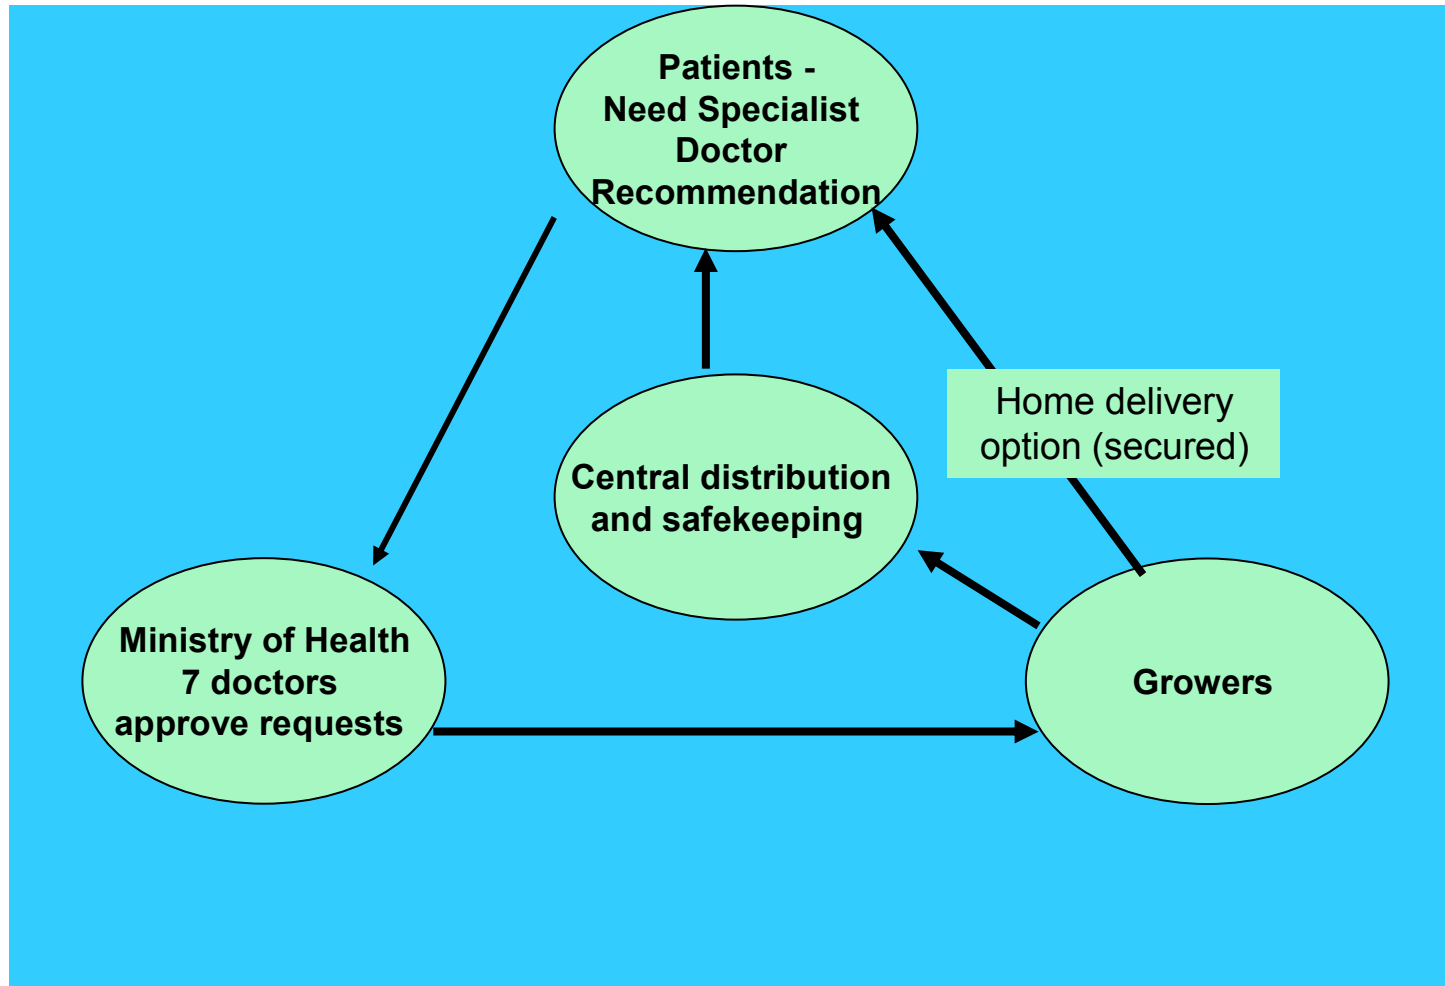 Patients -
Need Specialist
Doctor
Recommendation
Home delivery
option (secured)
Central distribution
and safekeeping
Ministry of Health
7 doctors
approve requests
Growers